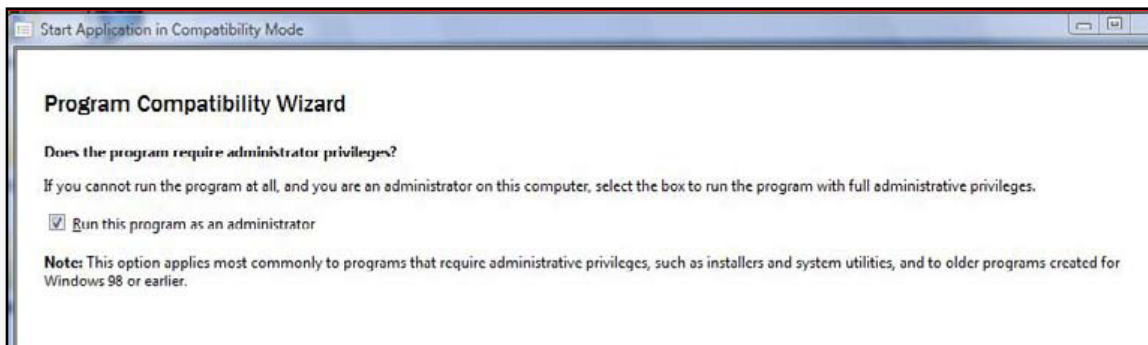 Start Application in Compatibility Mode
Program Compatibility Wizard
Does the program require administrator privileges?
If you cannot run the program at all, and you are an administrator on this computer, select the box to run the program with full administrative privileges.
Run this program as an administrator
Note: This option applies most commonly to programs that require administrative privileges, such as installers and system utilities, and to older programs created for
Windows 98 or earlier.